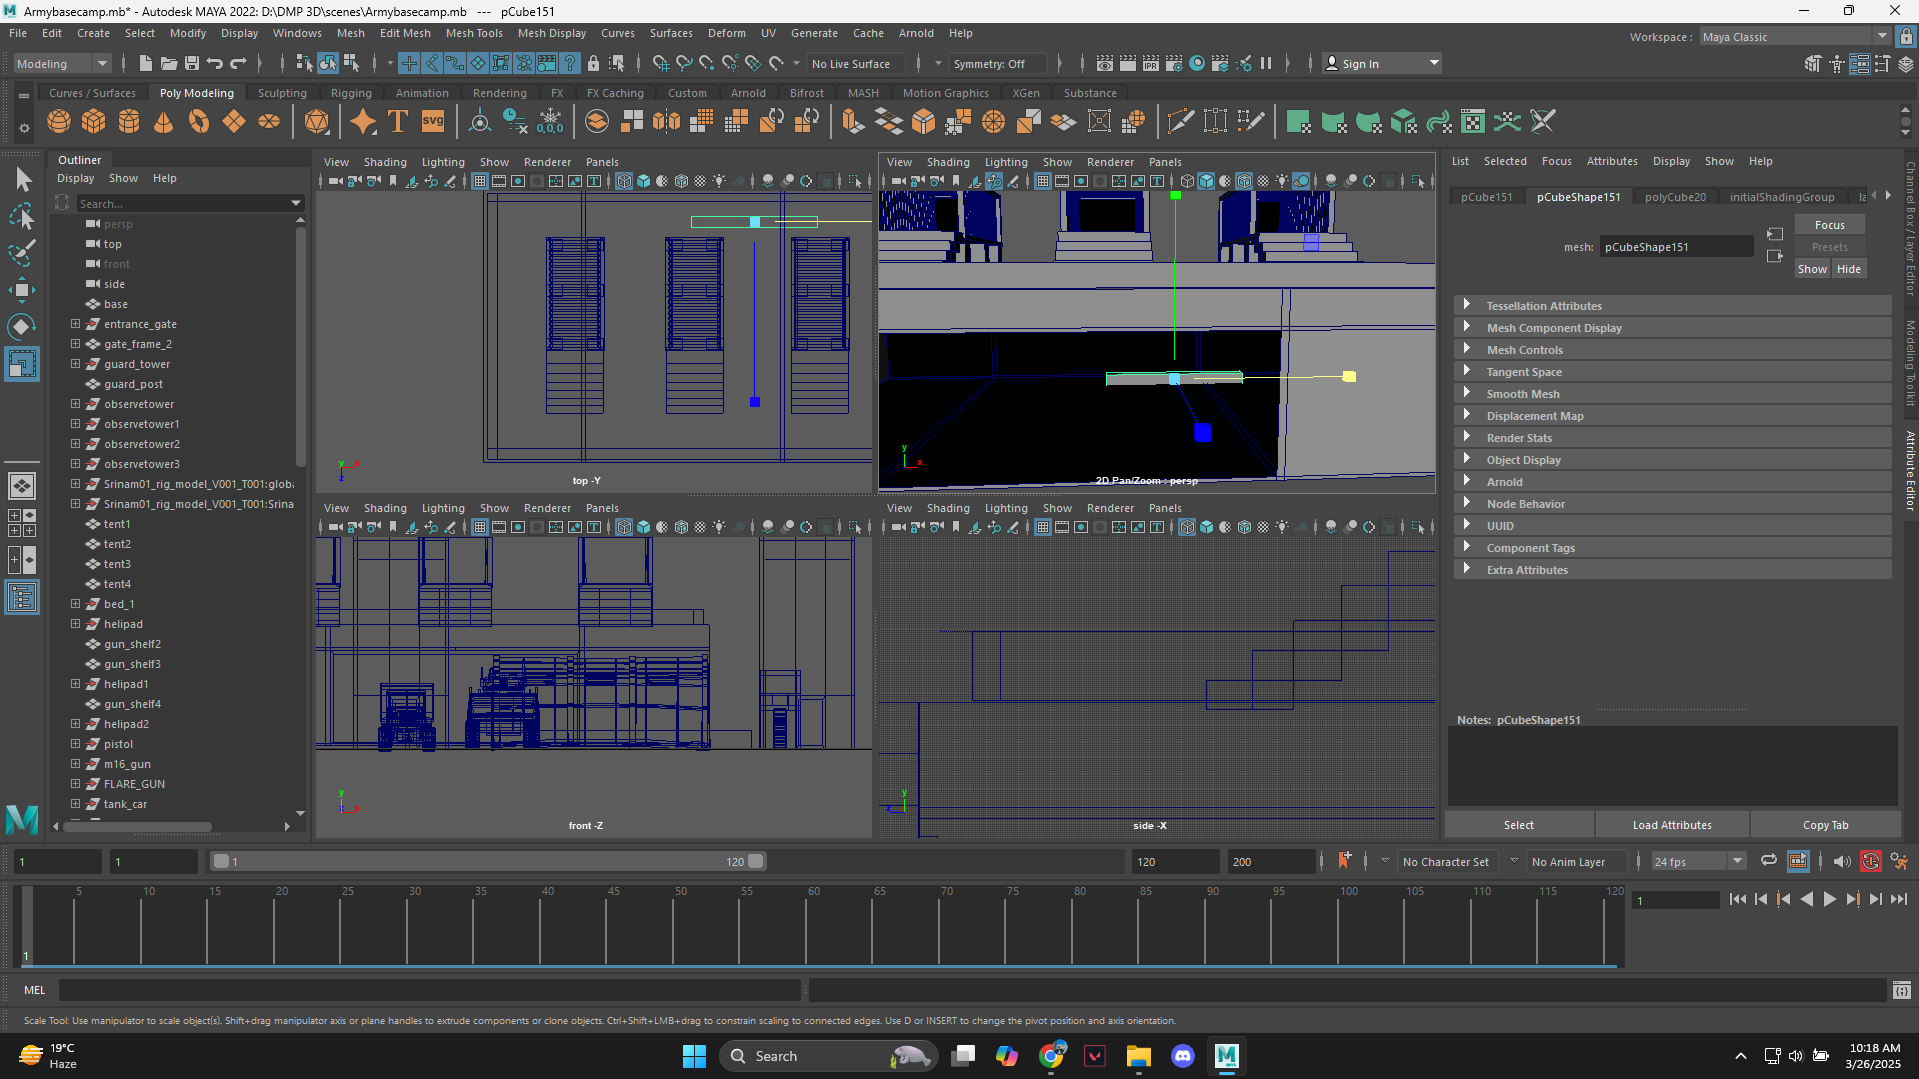 Armybasecamp.mb* - Autodesk MAYA 2022: D:\DMP 3D\scenes\Armybasecamp.mb   ---   pCube151
File Edit Create Select Modify Display Windows Mesh Edit Mesh Mesh Tools Mesh Display Curves Surfaces Deform UV Generate Cache Arnold Help
Workspace : Maya Classic
Modeling
No Live Surface
Symmetry: Off
Sign In
Curves / Surfaces Poly Modeling Sculpting Rigging Animation Rendering FX FX Caching Custom Arnold Bifrost MASH Motion Graphics XGen Substance
T svg 0,0,0
Outliner
Display Show Help
Search...
persp
top
front
side
base
entrance_gate
gate_frame_2
guard_tower
guard_post
observetower
observetower1
observetower2
observetower3
Srinam01_rig_model_V001_T001:globa
Srinam01_rig_model_V001_T001:Srina
tent1
tent2
tent3
tent4
bed_1
helipad
gun_shelf2
gun_shelf3
helipad1
gun_shelf4
helipad2
pistol
m16_gun
FLARE_GUN
tank_car
View Shading Lighting Show Renderer Panels
top -Y
View Shading Lighting Show Renderer Panels
2D Pan/Zoom : persp
View Shading Lighting Show Renderer Panels
front -Z
View Shading Lighting Show Renderer Panels
side -X
List Selected Focus Attributes Display Show Help
pCube151 pCubeShape151 polyCube20 initialShadingGroup
mesh: pCubeShape151
Focus
Presets
Show Hide
Tessellation Attributes
Mesh Component Display
Mesh Controls
Tangent Space
Smooth Mesh
Displacement Map
Render Stats
Object Display
Arnold
Node Behavior
UUID
Component Tags
Extra Attributes
Notes: pCubeShape151
Select Load Attributes Copy Tab
Channel Box / Layer Editor
Modeling Toolkit
Attribute Editor
1 1 1 120 120 200 No Character Set No Anim Layer 24 fps
5 10 15 20 25 30 35 40 45 50 55 60 65 70 75 80 85 90 95 100 105 110 115 120
1
1
MEL
Scale Tool: Use manipulator to scale object(s). Shift+drag manipulator axis or plane handles to extrude components or clone objects. Ctrl+Shift+LMB+drag to constrain scaling to connected edges. Use D or INSERT to change the pivot position and axis orientation.
19°C
Haze
Search
10:18 AM
3/26/2025